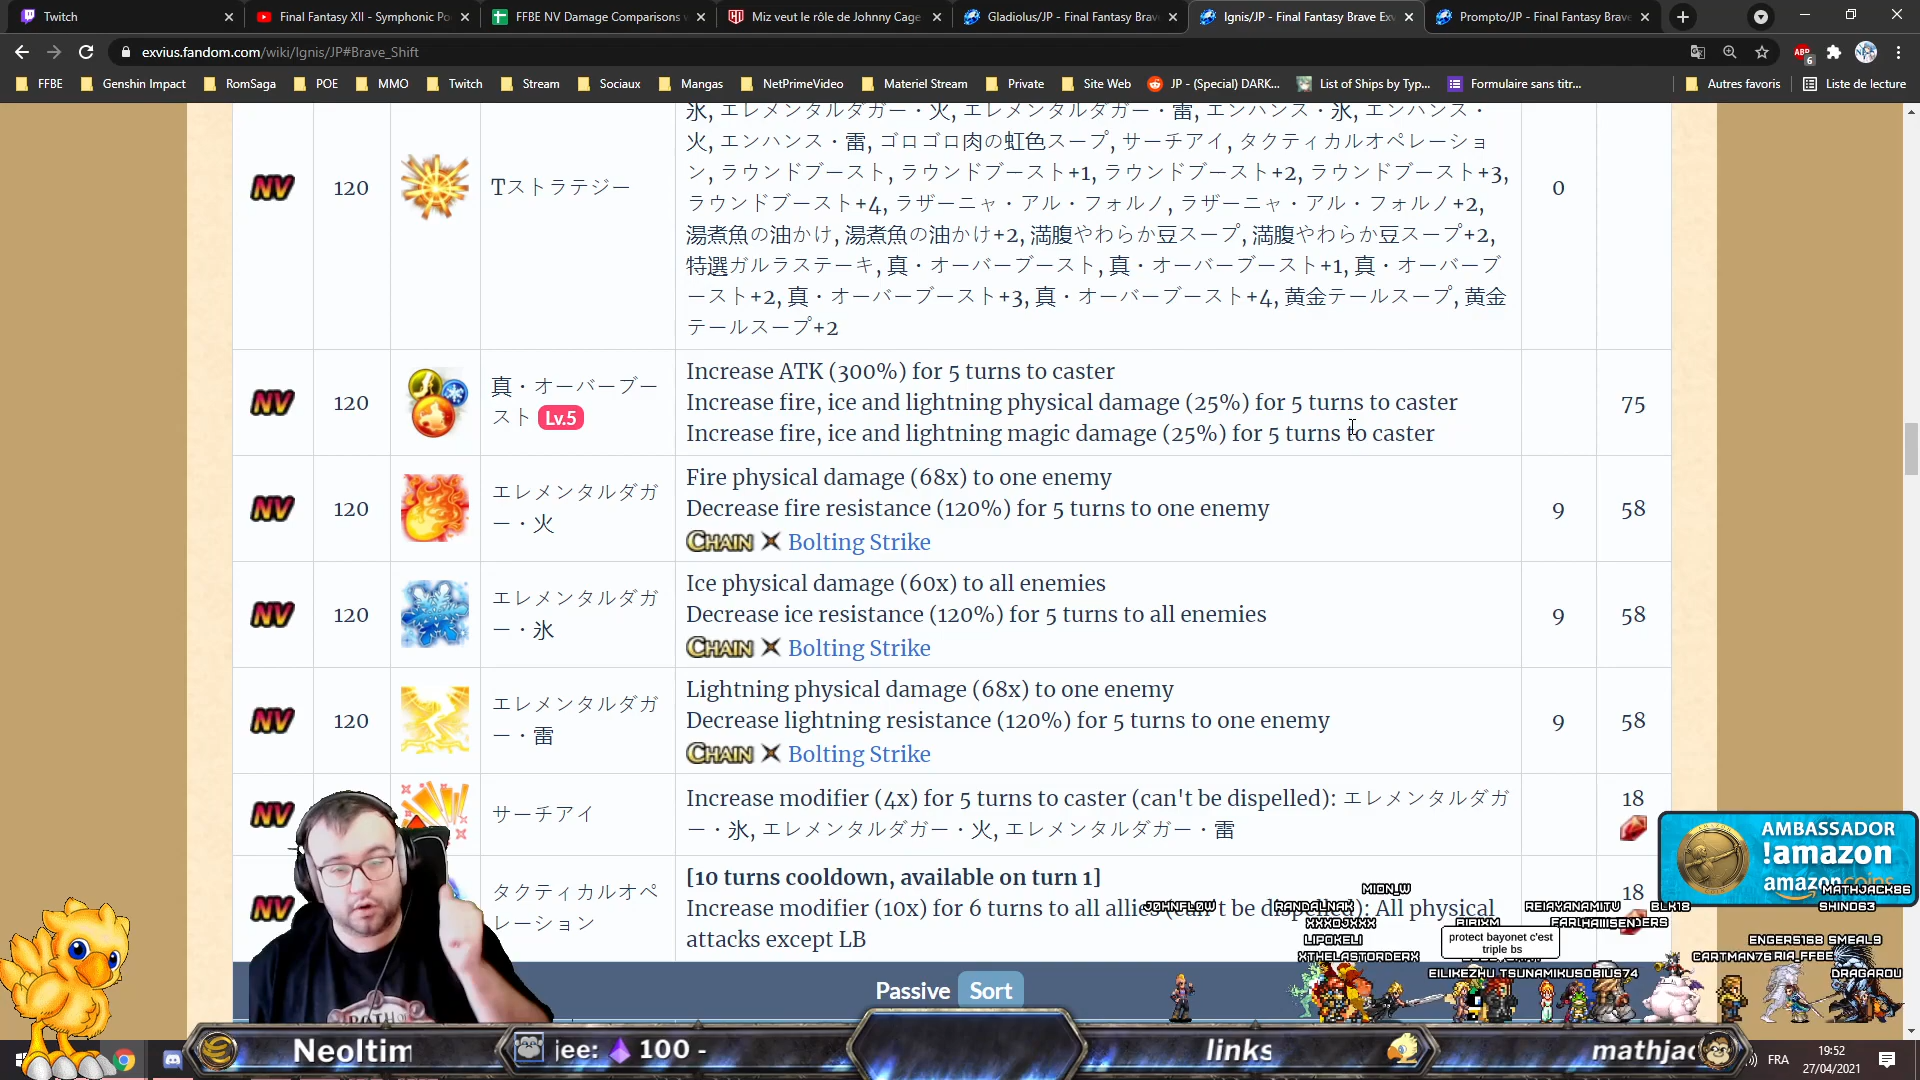 Twitch
Final Fantasy XII - Symphonic Po
FFBE NV Damage Comparisons
Miz veut le rôle de Johnny Cage
Gladiolus/JP - Final Fantasy Brav
Ignis/JP - Final Fantasy Brave Exv
Prompto/JP - Final Fantasy Brave
exvius.fandom.com/wiki/Ignis/JP#Brave_Shift
ABP
6
FFBE
Genshin Impact
RomSaga
POE
MMO
Twitch
Stream
Sociaux
Mangas
NetPrimeVideo
Materiel Stream
Private
Site Web
JP - (Special) DARK...
List of Ships by Typ...
Formulaire sans titr...
Autres favoris
Liste de lecture
氷, エレメンタルダガー・火, エレメンタルダガー・雷, エンハンス・氷, エンハンス・
火, エンハンス・雷, ゴロゴロ肉の虹色スープ, サーチアイ, タクティカルオペレーショ
NV
120
Tストラテジー
ン, ラウンドブースト, ラウンドブースト+1, ラウンドブースト+2, ラウンドブースト+3,
0
ラウンドブースト+4, ラザーニャ・アル・フォルノ, ラザーニャ・アル・フォルノ+2,
湯煮魚の油かけ, 湯煮魚の油かけ+2, 満腹やわらか豆スープ, 満腹やわらか豆スープ+2,
特選ガルラステーキ, 真・オーバーブースト, 真・オーバーブースト+1, 真・オーバーブ
ースト+2, 真・オーバーブースト+3, 真・オーバーブースト+4, 黄金テールスープ, 黄金
テールスープ+2
NV
120
真・オーバーブー
スト Lv.5
Increase ATK (300%) for 5 turns to caster
Increase fire, ice and lightning physical damage (25%) for 5 turns to caster
Increase fire, ice and lightning magic damage (25%) for 5 turns to caster
75
NV
120
エレメンタルダガ
ー・火
Fire physical damage (68x) to one enemy
Decrease fire resistance (120%) for 5 turns to one enemy
CHAIN Bolting Strike
9
58
NV
120
エレメンタルダガ
ー・氷
Ice physical damage (60x) to all enemies
Decrease ice resistance (120%) for 5 turns to all enemies
CHAIN Bolting Strike
9
58
NV
120
エレメンタルダガ
ー・雷
Lightning physical damage (68x) to one enemy
Decrease lightning resistance (120%) for 5 turns to one enemy
CHAIN Bolting Strike
9
58
NV
サーチアイ
Increase modifier (4x) for 5 turns to caster (can't be dispelled): エレメンタルダガ
ー・氷, エレメンタルダガー・火, エレメンタルダガー・雷
18
NV
タクティカルオペ
レーション
[10 turns cooldown, available on turn 1]
Increase modifier (10x) for 6 turns to all allies (can't be dispelled): All physical
attacks except LB
18
Passive
Sort
AMBASSADOR
!amazon
amazon coins
MATHJACK86
MION_W
J0HNFL0W
RANDALNAK
REIAYANAMITV
BLK18
SHINO63
XXXDJXXX
LIPOKELI
XTHELASTORDERX
protect bayonet c'est
triple bs
ENGERS168
SMEALS
CARTMAN76
RIA_FFBE
EILIKEZHU
TSUNAMIKUSOBIUS74
DRAGAROU
Neoltim
jee:
100 -
links
mathjac
FRA
19:52
27/04/2021